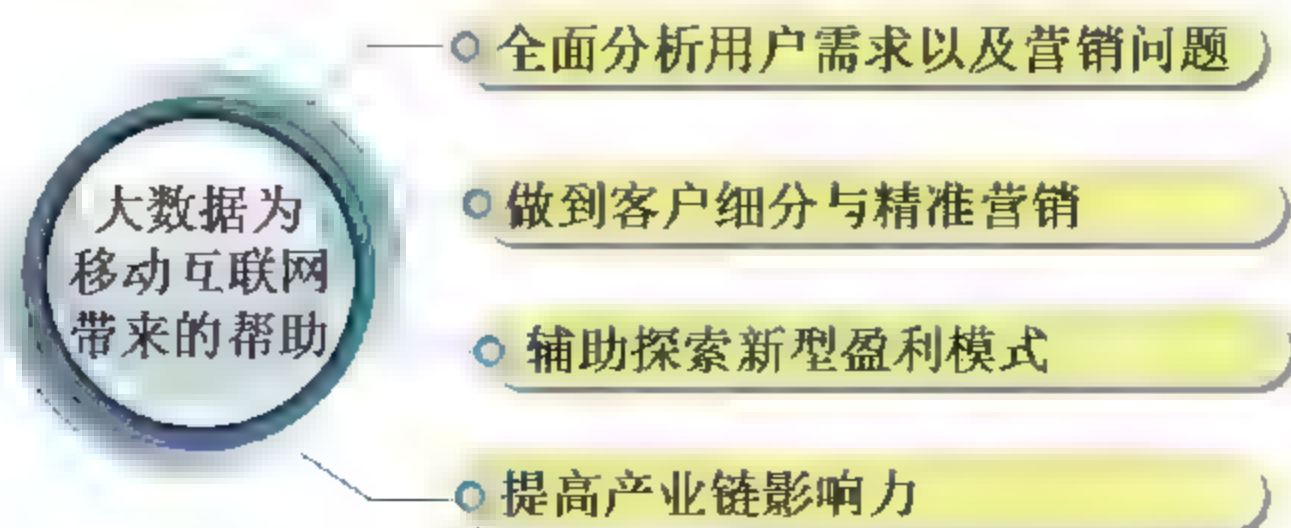 大数据为
移动互联网
带来的帮助
全面分析用户需求以及营销问题
做到客户细分与精准营销
辅助探索新型盈利模式
提高产业链影响力